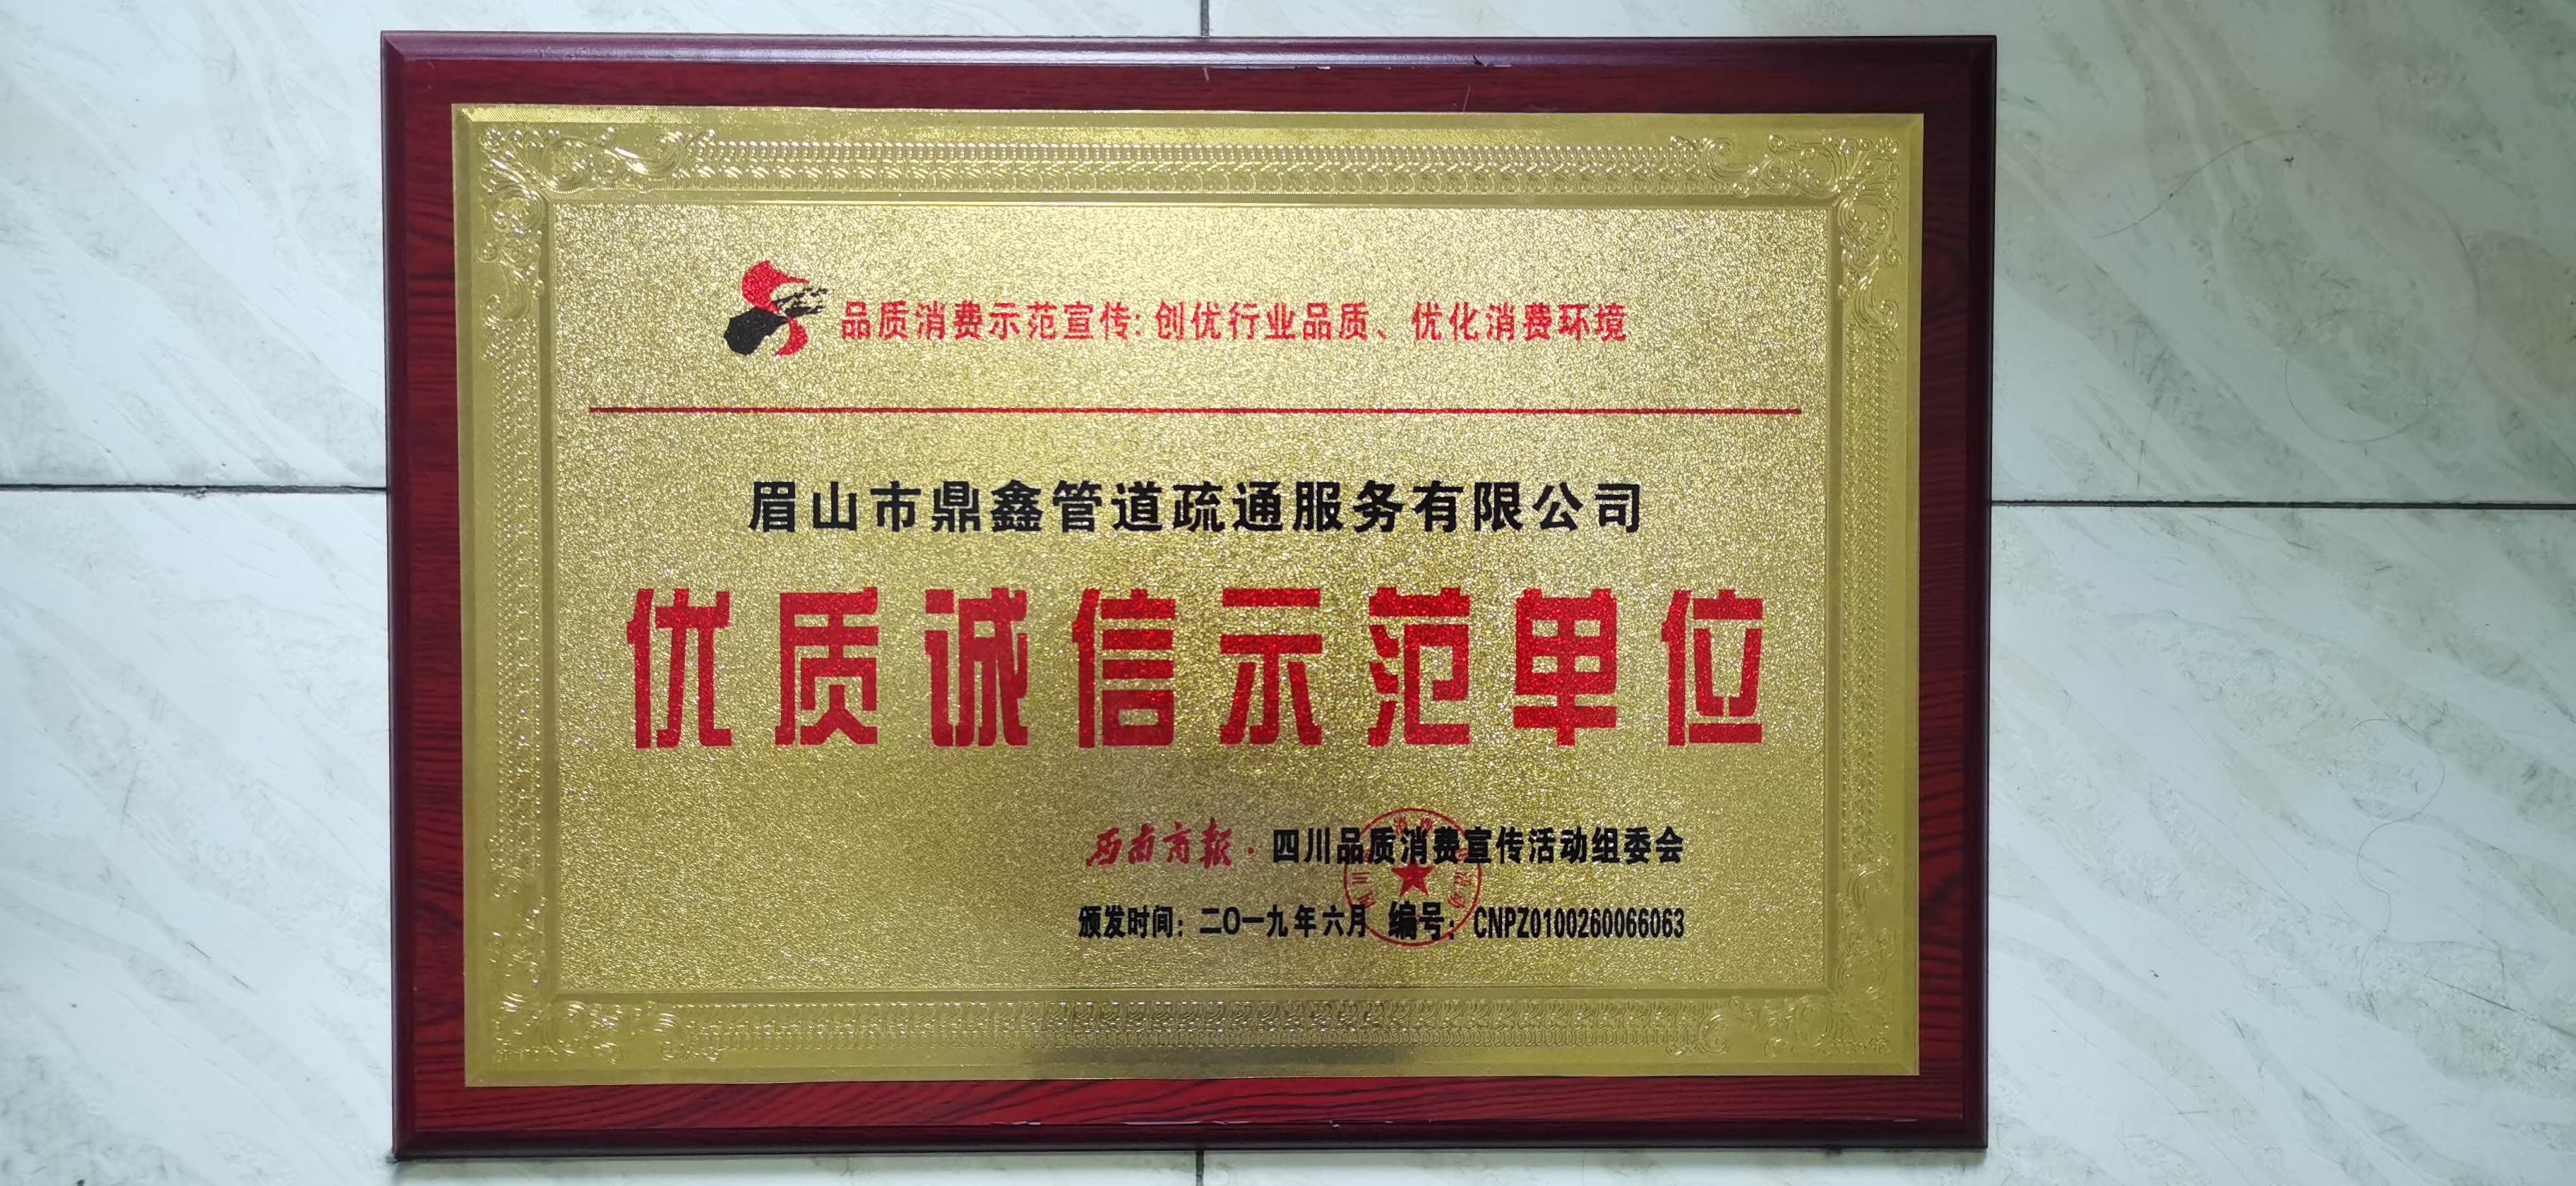 品质消费示范宣传:创优行业品质、优化消费环境
眉山市鼎鑫管道疏通服务有限公司
优质诚信示范单位
西南商报·四川品质消费宣传活动组委会
颁发时间：二〇一九年六月 编号：CNPZ0100260066063